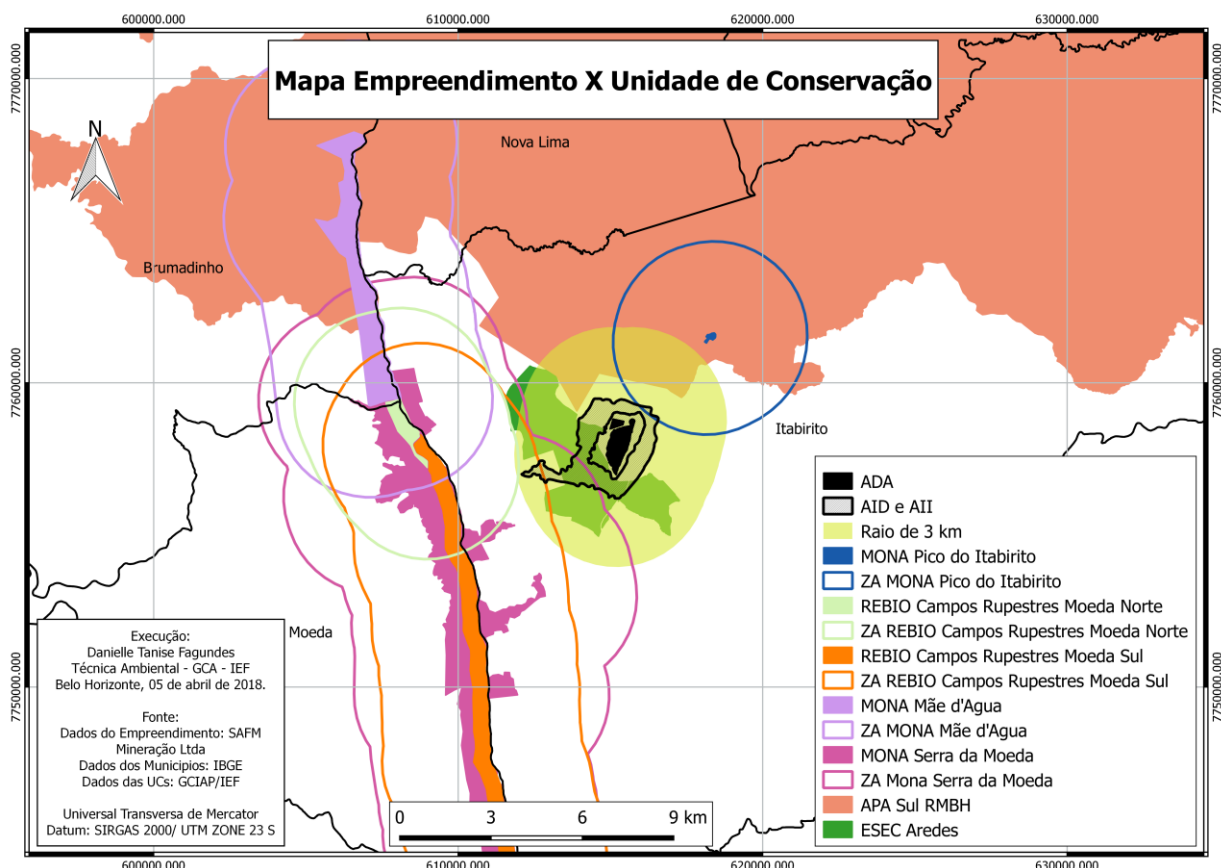 600000.000
610000.000
620000.000
630000.000
Mapa Empreendimento X Unidade de Conservação
7770000.000
7770000.000
N
Nova Lima
Brumadinho
7760000.000
7760000.000
Itabirito
Moeda
ADA
AID e AII
Raio de 3 km
MONA Pico do Itabirito
ZA MONA Pico do Itabirito
REBIO Campos Rupestres Moeda Norte
ZA REBIO Campos Rupestres Moeda Norte
REBIO Campos Rupestres Moeda Sul
ZA REBIO Campos Rupestres Moeda Sul
MONA Mãe d'Agua
ZA MONA Mãe d'Agua
MONA Serra da Moeda
ZA Mona Serra da Moeda
APA Sul RMBH
ESEC Aredes
Execução:
Danielle Tanise Fagundes
Técnica Ambiental - GCA - IEF
Belo Horizonte, 05 de abril de 2018.
Fonte:
Dados do Empreendimento: SAFM
Mineração Ltda
Dados dos Municipios: IBGE
Dados das UCs: GCIAP/IEF
Universal Transversa de Mercator
Datum: SIRGAS 2000/ UTM ZONE 23 S
7750000.000
7750000.000
0 3 6 9 km
600000.000
610000.000
620000.000
630000.000